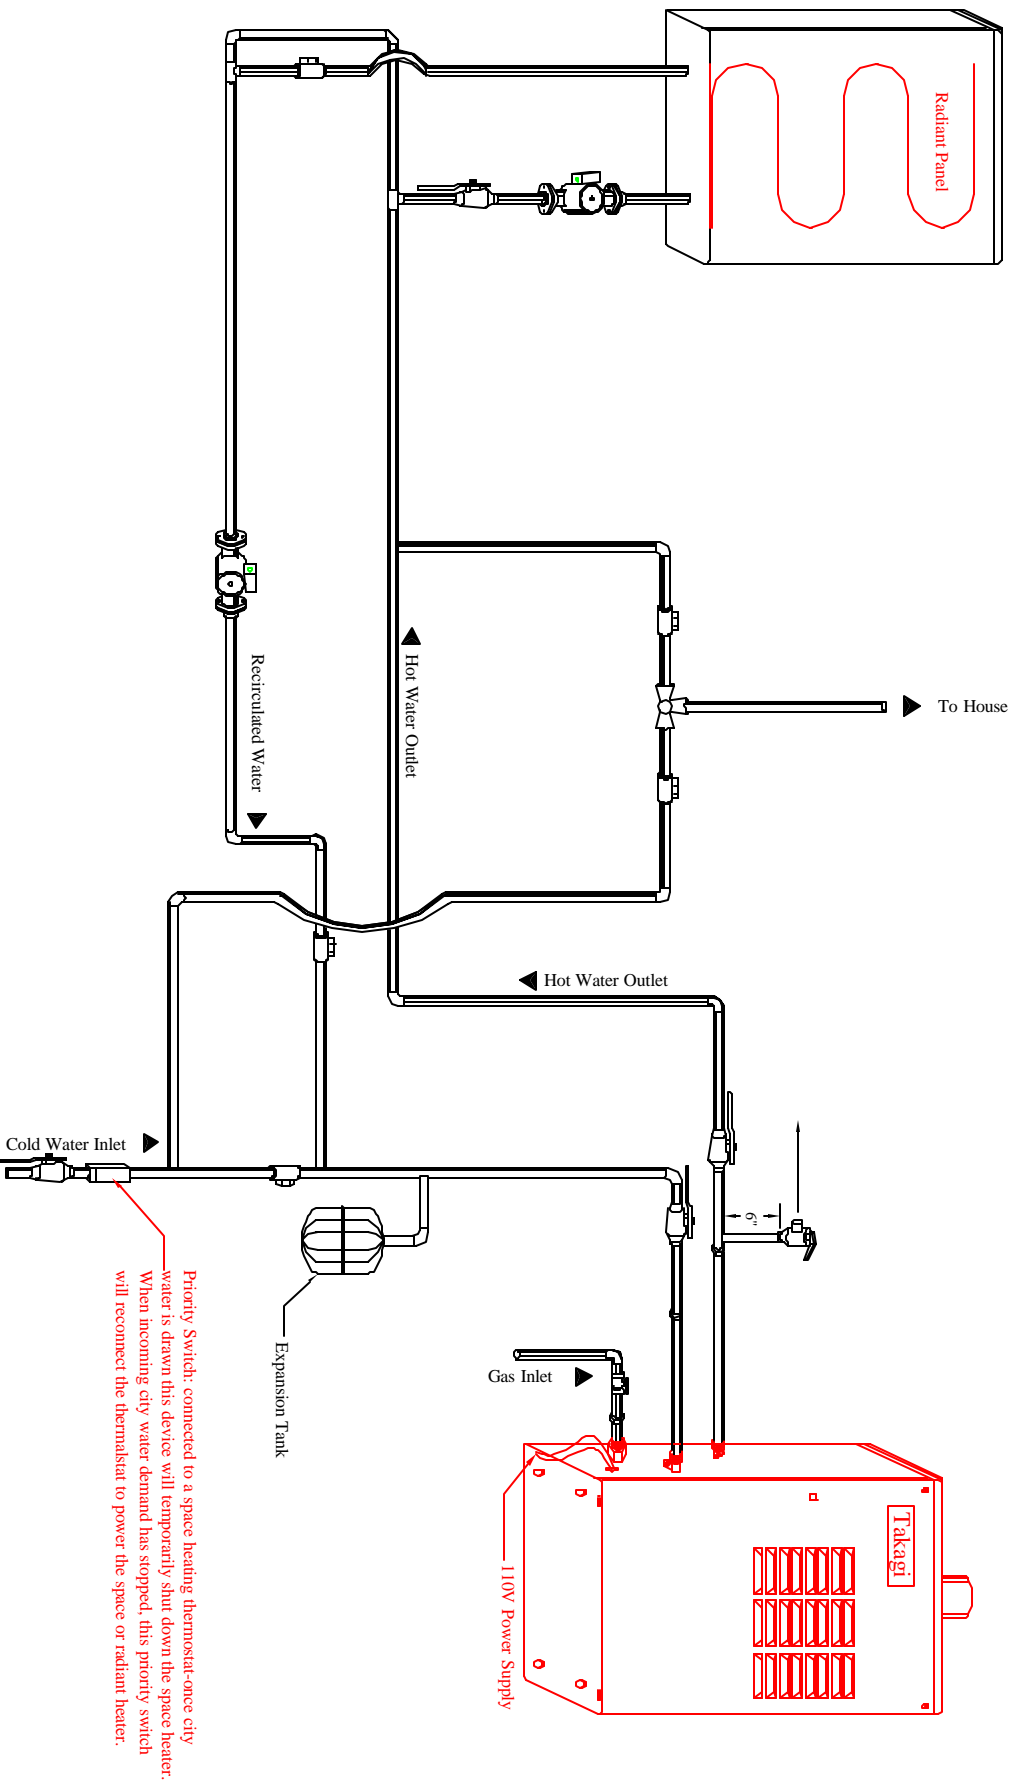 Radiant Panel
To House
Hot Water Outlet
Recirulated Water
Hot Water Outlet
Cold Water Inlet
6"
Expansion Tank
Gas Inlet
Takagi
110V Power Supply
Priority Switch: connected to a space heating thermostat-once city
water is drawn this device will temporarily shut down the space heater.
When incoming city water demand has stopped, this priority switch
will reconnect the thermalstat to power the space or radiant heater.